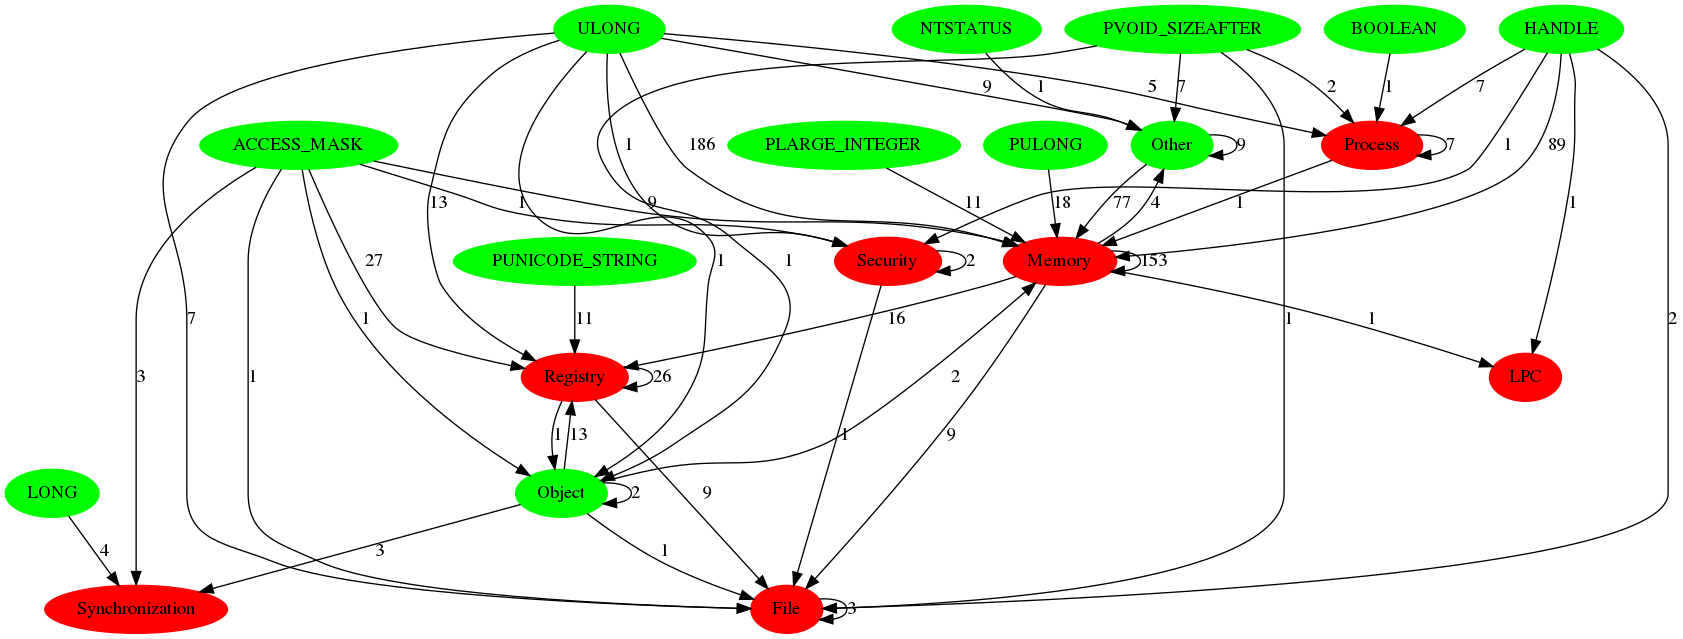 ULONG
NTSTATUS
PVOID_SIZEAFTER
BOOLEAN
HANDLE
9
1
7
5
2
1
7
ACCESS_MASK
1
186
PLARGE_INTEGER
PULONG
Other
9
Process
7
1
89
13
1
9
11
18
77
4
1
1
PUNICODE_STRING
Security
2
Memory
153
27
1
1
7
1
11
16
1
1
2
3
1
Registry
26
2
LPC
1
13
1
9
LONG
Object
2
9
4
3
1
Synchronization
File
3